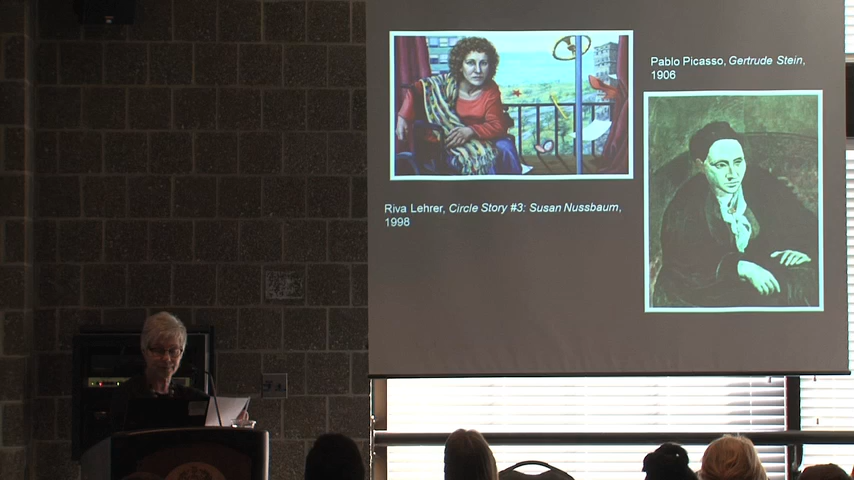 Pablo Picasso, Gertrude Stein,
1906
Riva Lehrer, Circle Story #3: Susan Nussbaum,
1998